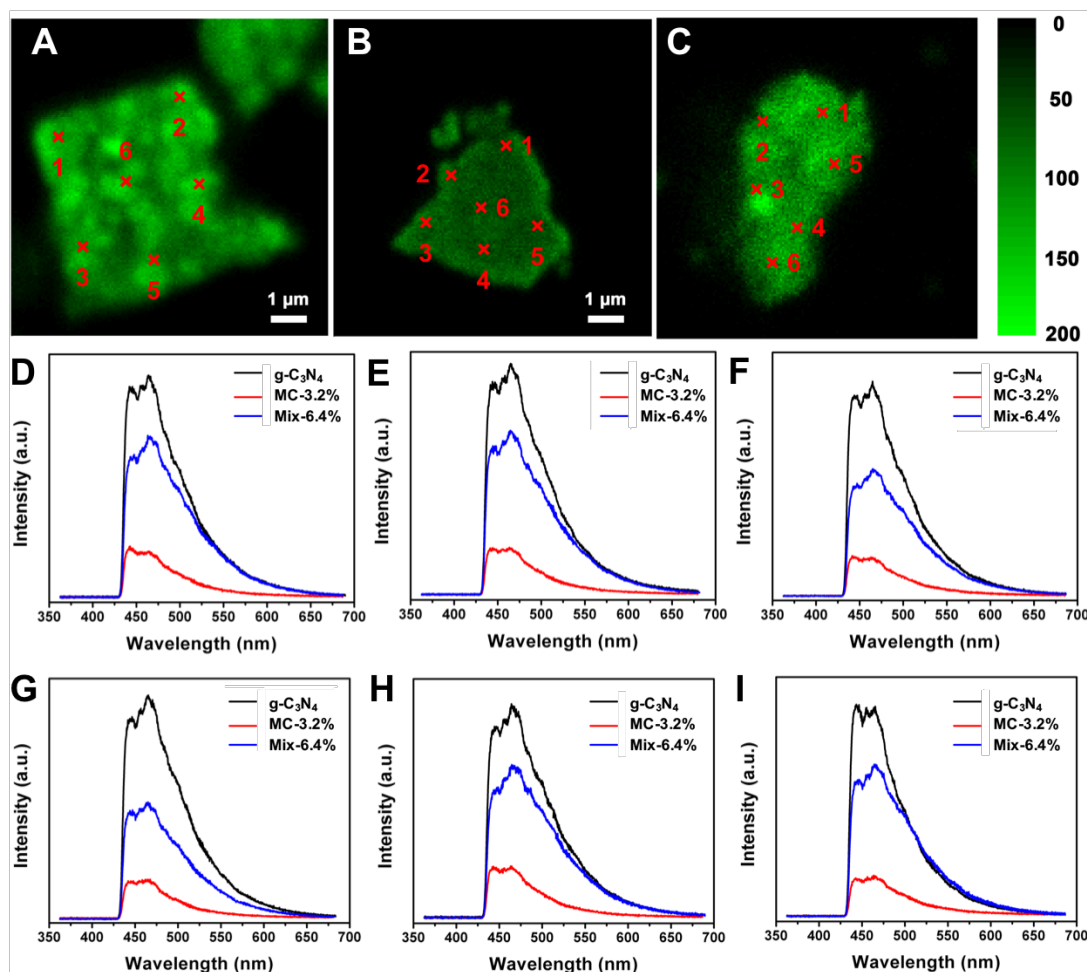 A
B
C
0
50
100
150
200
1
2
6
4
3
5
1 μm
1
2
6
3
5
4
1 μm
1
2
5
3
4
6
D
g-C₃N₄
MC-3.2%
Mix-6.4%
Intensity (a.u.)
350 400 450 500 550 600 650 700
Wavelength (nm)
E
g-C₃N₄
MC-3.2%
Mix-6.4%
Intensity (a.u.)
350 400 450 500 550 600 650 700
Wavelength (nm)
F
g-C₃N₄
MC-3.2%
Mix-6.4%
Intensity (a.u.)
350 400 450 500 550 600 650 700
Wavelength (nm)
G
g-C₃N₄
MC-3.2%
Mix-6.4%
Intensity (a.u.)
350 400 450 500 550 600 650 700
Wavelength (nm)
H
g-C₃N₄
MC-3.2%
Mix-6.4%
Intensity (a.u.)
350 400 450 500 550 600 650 700
Wavelength (nm)
I
g-C₃N₄
MC-3.2%
Mix-6.4%
Intensity (a.u.)
350 400 450 500 550 600 650 700
Wavelength (nm)